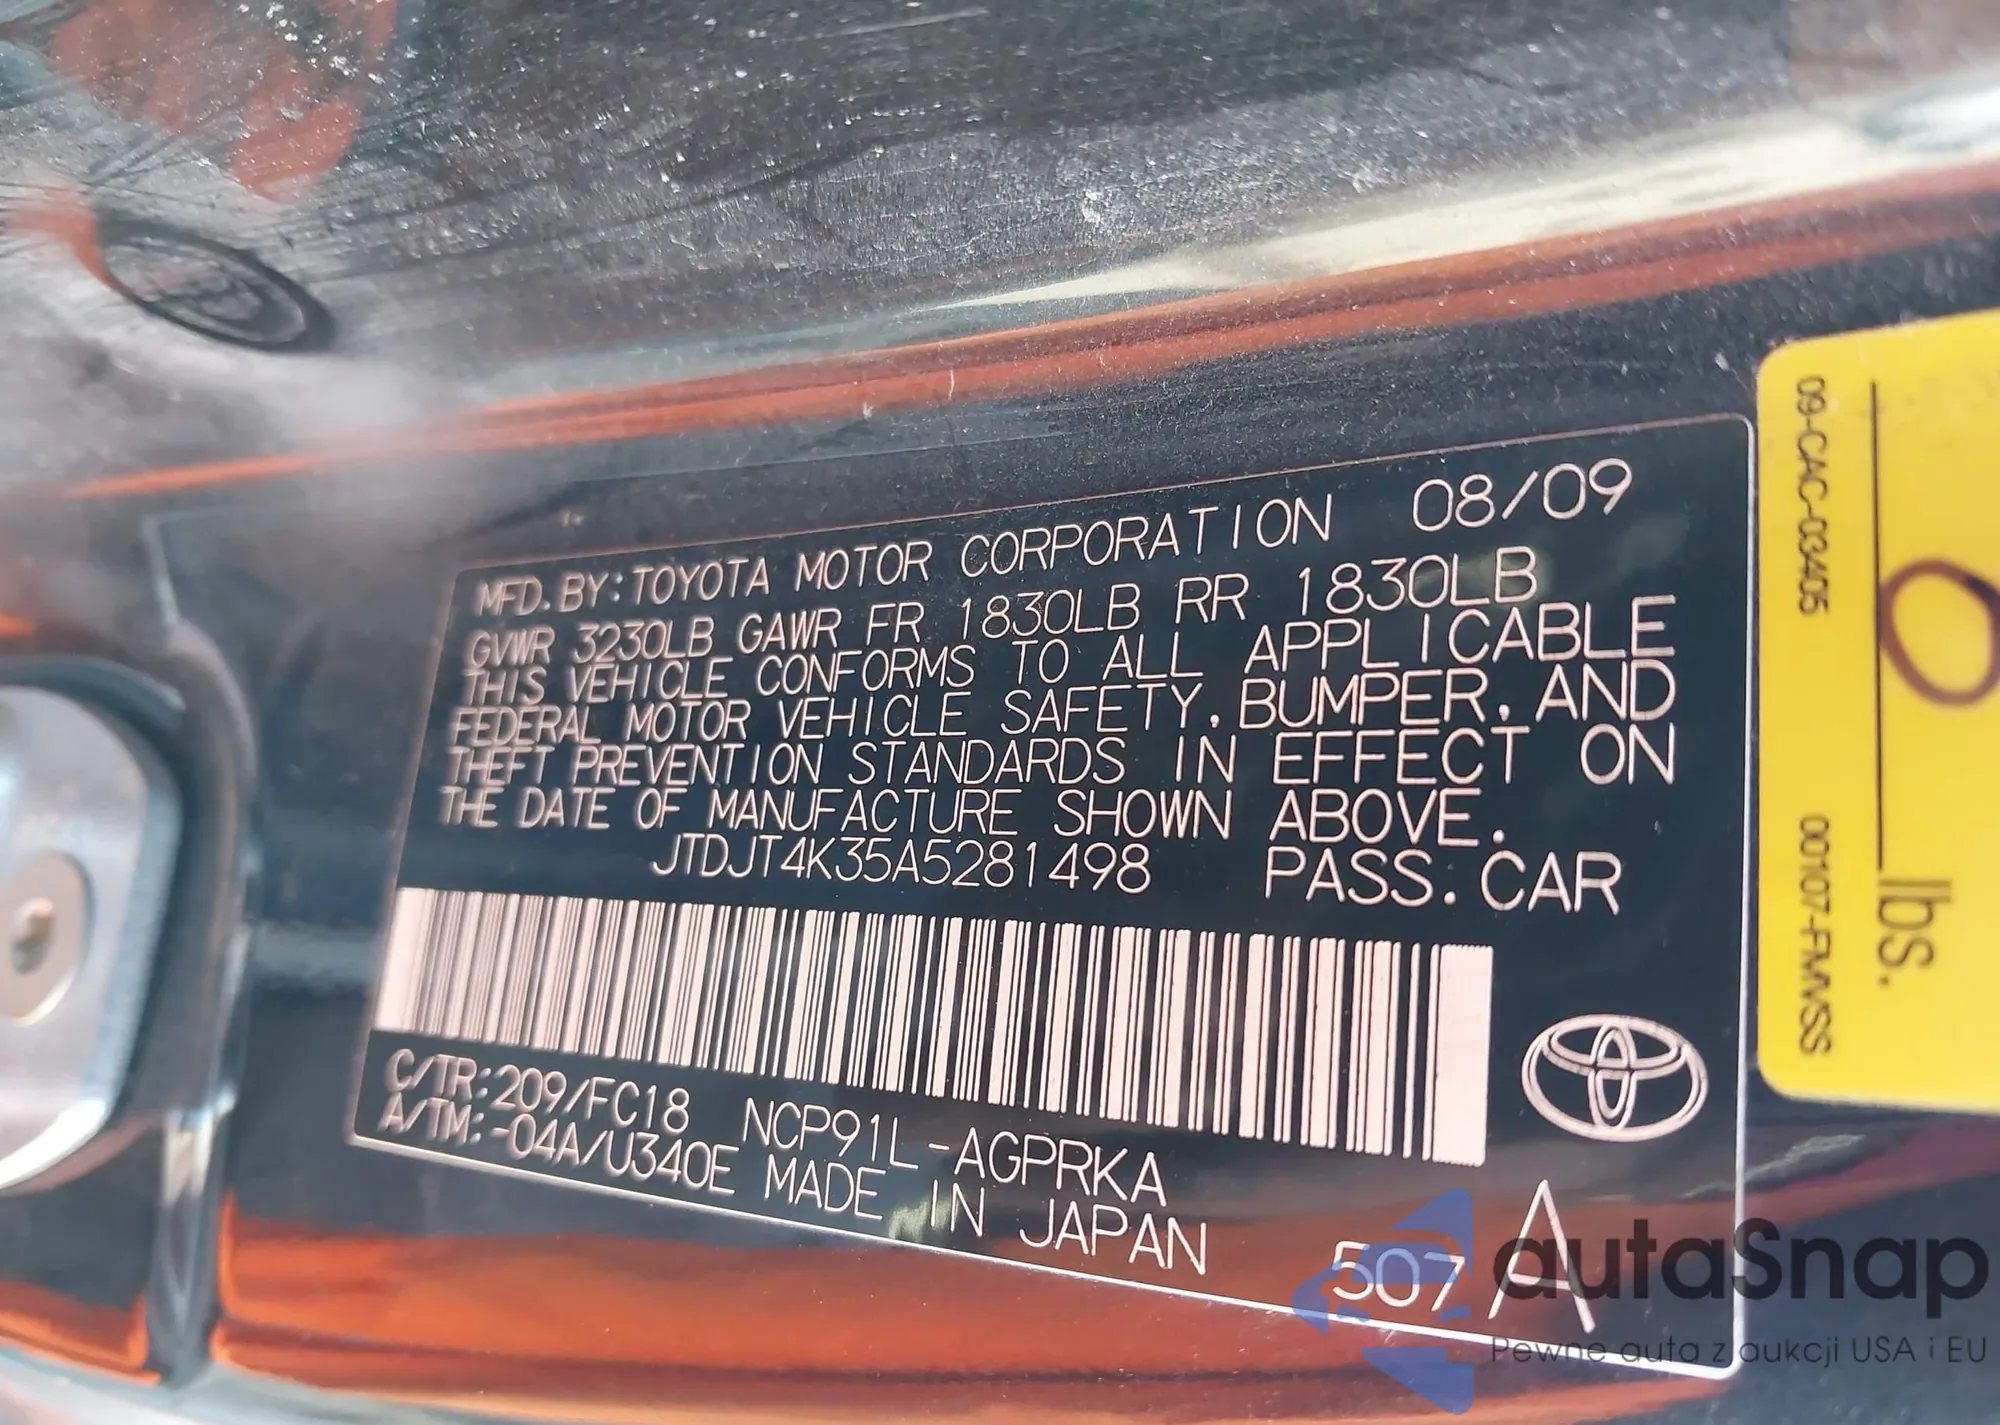 MFD. BY: TOYOTA MOTOR CORPORATION 08/09
GVWR 3230LB GAWR FR 1830LB RR 1830LB
THIS VEHICLE CONFORMS TO ALL APPLICABLE
FEDERAL MOTOR VEHICLE SAFETY, BUMPER, AND
THEFT PREVENTION STANDARDS IN EFFECT ON
THE DATE OF MANUFACTURE SHOWN ABOVE.
JTDJT4K35A5281498 PASS. CAR
C/TR: 209/FC18 NCP91L-AGPRKA
A/TM: -04A/U340E MADE IN JAPAN
507 A
09-CAC-03405 00107-FMVSS
0 lbs.
autaSnap
Pewne auta z aukcji USA i EU